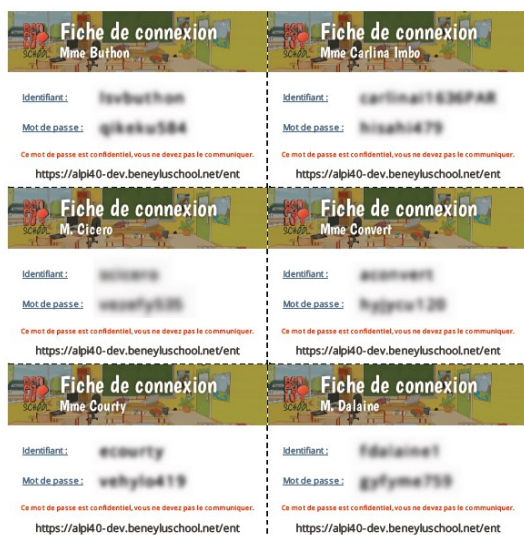 SCHOOL
Fiche de connexion
Mme Buthon
Identifiant :
Mot de passe :
Ce mot de passe est confidentiel, vous ne devez pas le communiquer.
https://alpi40-dev.beneyluschool.net/ent
SCHOOL
Fiche de connexion
Mme Carlina Imbo
Identifiant :
Mot de passe :
Ce mot de passe est confidentiel, vous ne devez pas le communiquer.
https://alpi40-dev.beneyluschool.net/ent
SCHOOL
Fiche de connexion
M. Cicero
Identifiant :
Mot de passe :
Ce mot de passe est confidentiel, vous ne devez pas le communiquer.
https://alpi40-dev.beneyluschool.net/ent
SCHOOL
Fiche de connexion
Mme Convert
Identifiant :
Mot de passe :
Ce mot de passe est confidentiel, vous ne devez pas le communiquer.
https://alpi40-dev.beneyluschool.net/ent
SCHOOL
Fiche de connexion
Mme Courty
Identifiant :
Mot de passe :
Ce mot de passe est confidentiel, vous ne devez pas le communiquer.
https://alpi40-dev.beneyluschool.net/ent
SCHOOL
Fiche de connexion
M. Dalaine
Identifiant :
Mot de passe :
Ce mot de passe est confidentiel, vous ne devez pas le communiquer.
https://alpi40-dev.beneyluschool.net/ent